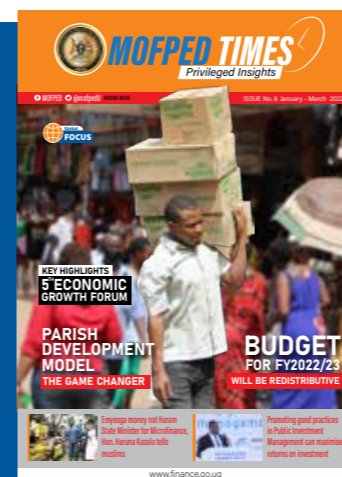 MOFPED TIMES
Privileged Insights
MOFPED @mofpedU
ISSUE No. 6 January - March 2022
Global
FOCUS
KEY HIGHLIGHTS
5TH ECONOMIC
GROWTH FORUM
PARISH
DEVELOPMENT
MODEL
THE GAME CHANGER
BUDGET
FOR FY2022/23
WILL BE REDISTRIBUTIVE
Emyooga money not Haram
State Minister for Microfinance,
Hon. Haruna Kasolo tells
muslims
Promoting good practices
in Public Investment
Management can maximise
returns on investment
www.finance.go.ug